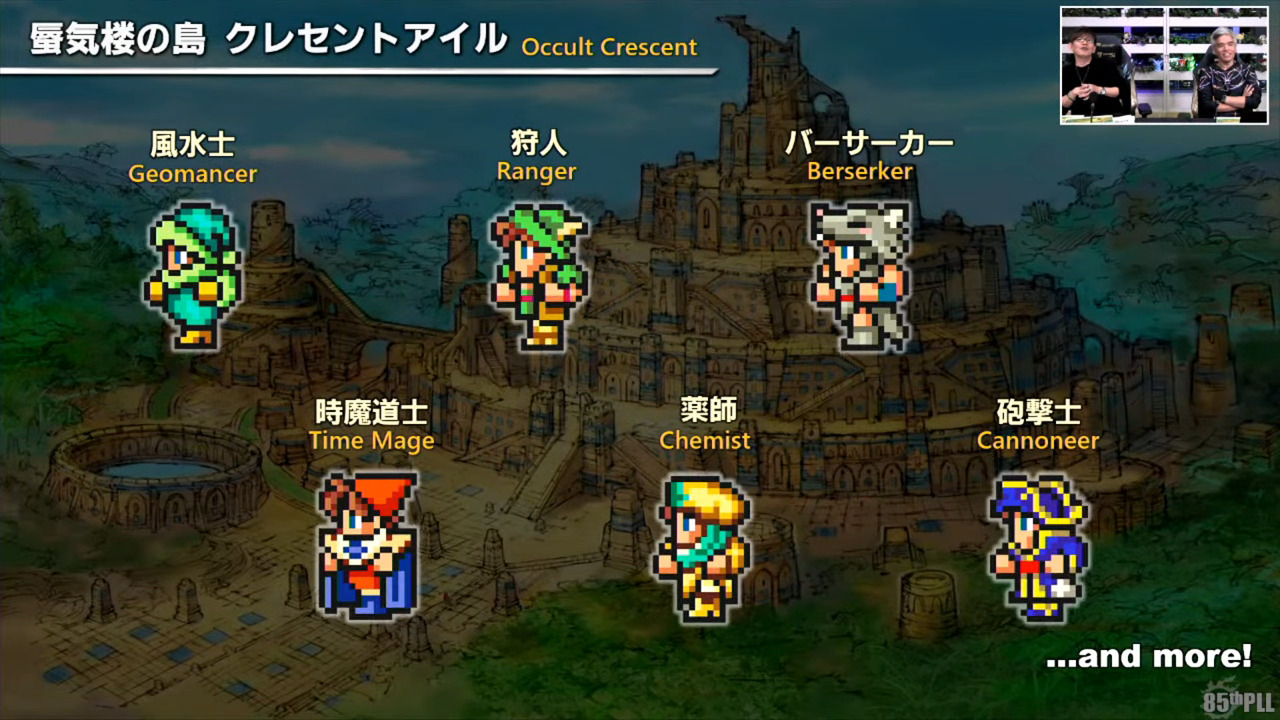 蜃気楼の島 クレセントアイル Occult Crescent
風水士
Geomancer
狩人
Ranger
バーサーカー
Berserker
時魔道士
Time Mage
薬師
Chemist
砲撃士
Cannoneer
...and more!
85thPLL